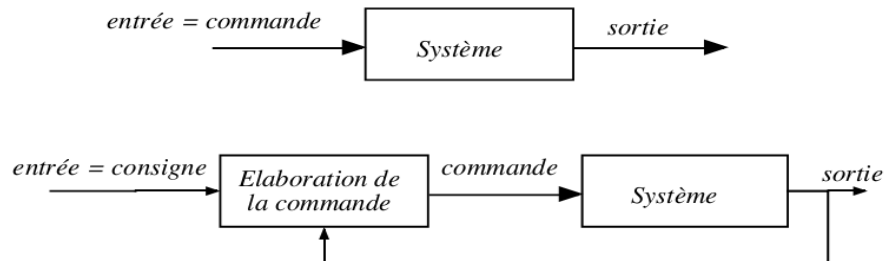 entrée = commande
Système
sortie
entrée = consigne
Elaboration de
la commande
commande
Système
sortie